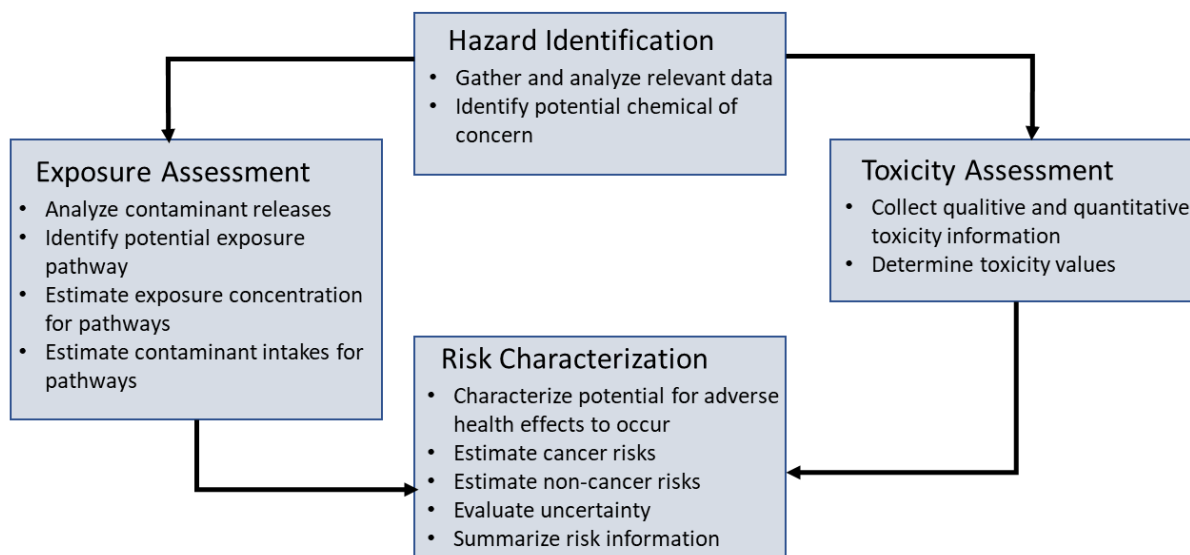 Hazard Identification
• Gather and analyze relevant data
• Identify potential chemical of
concern
Exposure Assessment
• Analyze contaminant releases
• Identify potential exposure
pathway
• Estimate exposure concentration
for pathways
• Estimate contaminant intakes for
pathways
Toxicity Assessment
• Collect qualitive and quantitative
toxicity information
• Determine toxicity values
Risk Characterization
• Characterize potential for adverse
health effects to occur
• Estimate cancer risks
• Estimate non-cancer risks
• Evaluate uncertainty
• Summarize risk information